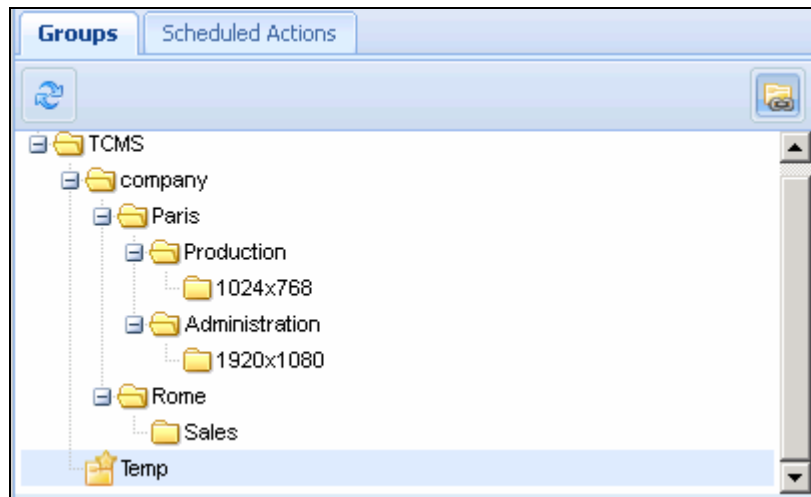 Groups Scheduled Actions
TCMS
company
Paris
Production
1024x768
Administration
1920x1080
Rome
Sales
Temp